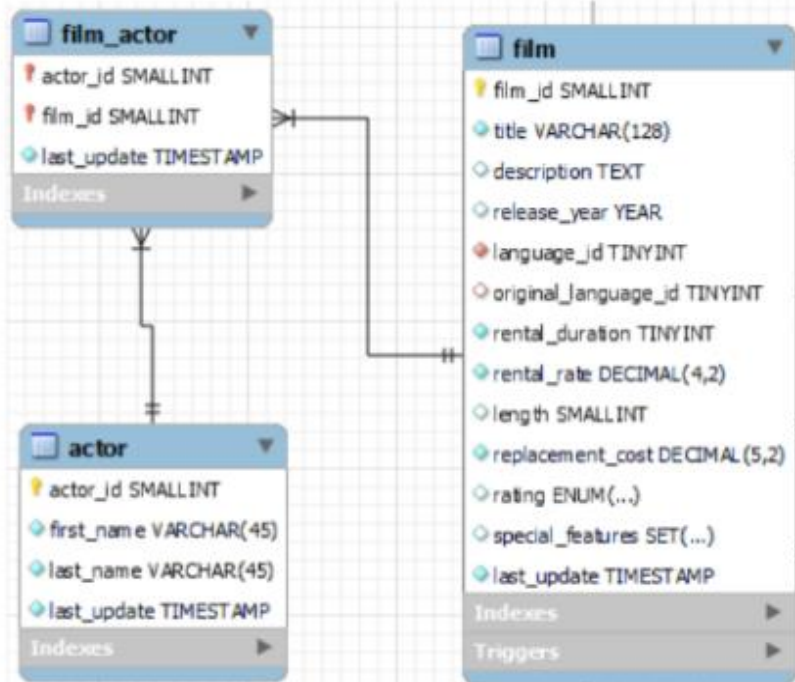 film_actor
actor_id SMALLINT
film_id SMALLINT
last_update TIMESTAMP
Indexes
film
film_id SMALLINT
title VARCHAR(128)
description TEXT
release_year YEAR
language_id TINYINT
original_language_id TINYINT
rental_duration TINYINT
rental_rate DECIMAL(4,2)
length SMALLINT
replacement_cost DECIMAL(5,2)
rating ENUM(...)
special_features SET(...)
last_update TIMESTAMP
Indexes
Triggers
actor
actor_id SMALLINT
first_name VARCHAR(45)
last_name VARCHAR(45)
last_update TIMESTAMP
Indexes